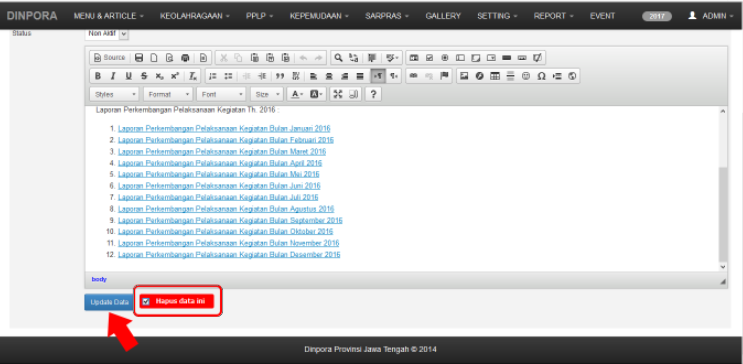 DINPORA MENU & ARTICLE KEOLAHRAGAAN PPLP KEPEMUDAAN SARPRAS GALLERY SETTING REPORT EVENT 2017 ADMIN
Status Non Aktif
Source
B I U S
Styles Format Font Size A A ?
Laporan Perkembangan Pelaksanaan Kegiatan Th. 2016 :
1. Laporan Perkembangan Pelaksanaan Kegiatan Bulan Januari 2016
2. Laporan Perkembangan Pelaksanaan Kegiatan Bulan Februari 2016
3. Laporan Perkembangan Pelaksanaan Kegiatan Bulan Maret 2016
4. Laporan Perkembangan Pelaksanaan Kegiatan Bulan April 2016
5. Laporan Perkembangan Pelaksanaan Kegiatan Bulan Mei 2016
6. Laporan Perkembangan Pelaksanaan Kegiatan Bulan Juni 2016
7. Laporan Perkembangan Pelaksanaan Kegiatan Bulan Juli 2016
8. Laporan Perkembangan Pelaksanaan Kegiatan Bulan Agustus 2016
9. Laporan Perkembangan Pelaksanaan Kegiatan Bulan September 2016
10. Laporan Perkembangan Pelaksanaan Kegiatan Bulan Oktober 2016
11. Laporan Perkembangan Pelaksanaan Kegiatan Bulan November 2016
12. Laporan Perkembangan Pelaksanaan Kegiatan Bulan Desember 2016
body
Update Data Hapus data ini
Dinpora Provinsi Jawa Tengah © 2014